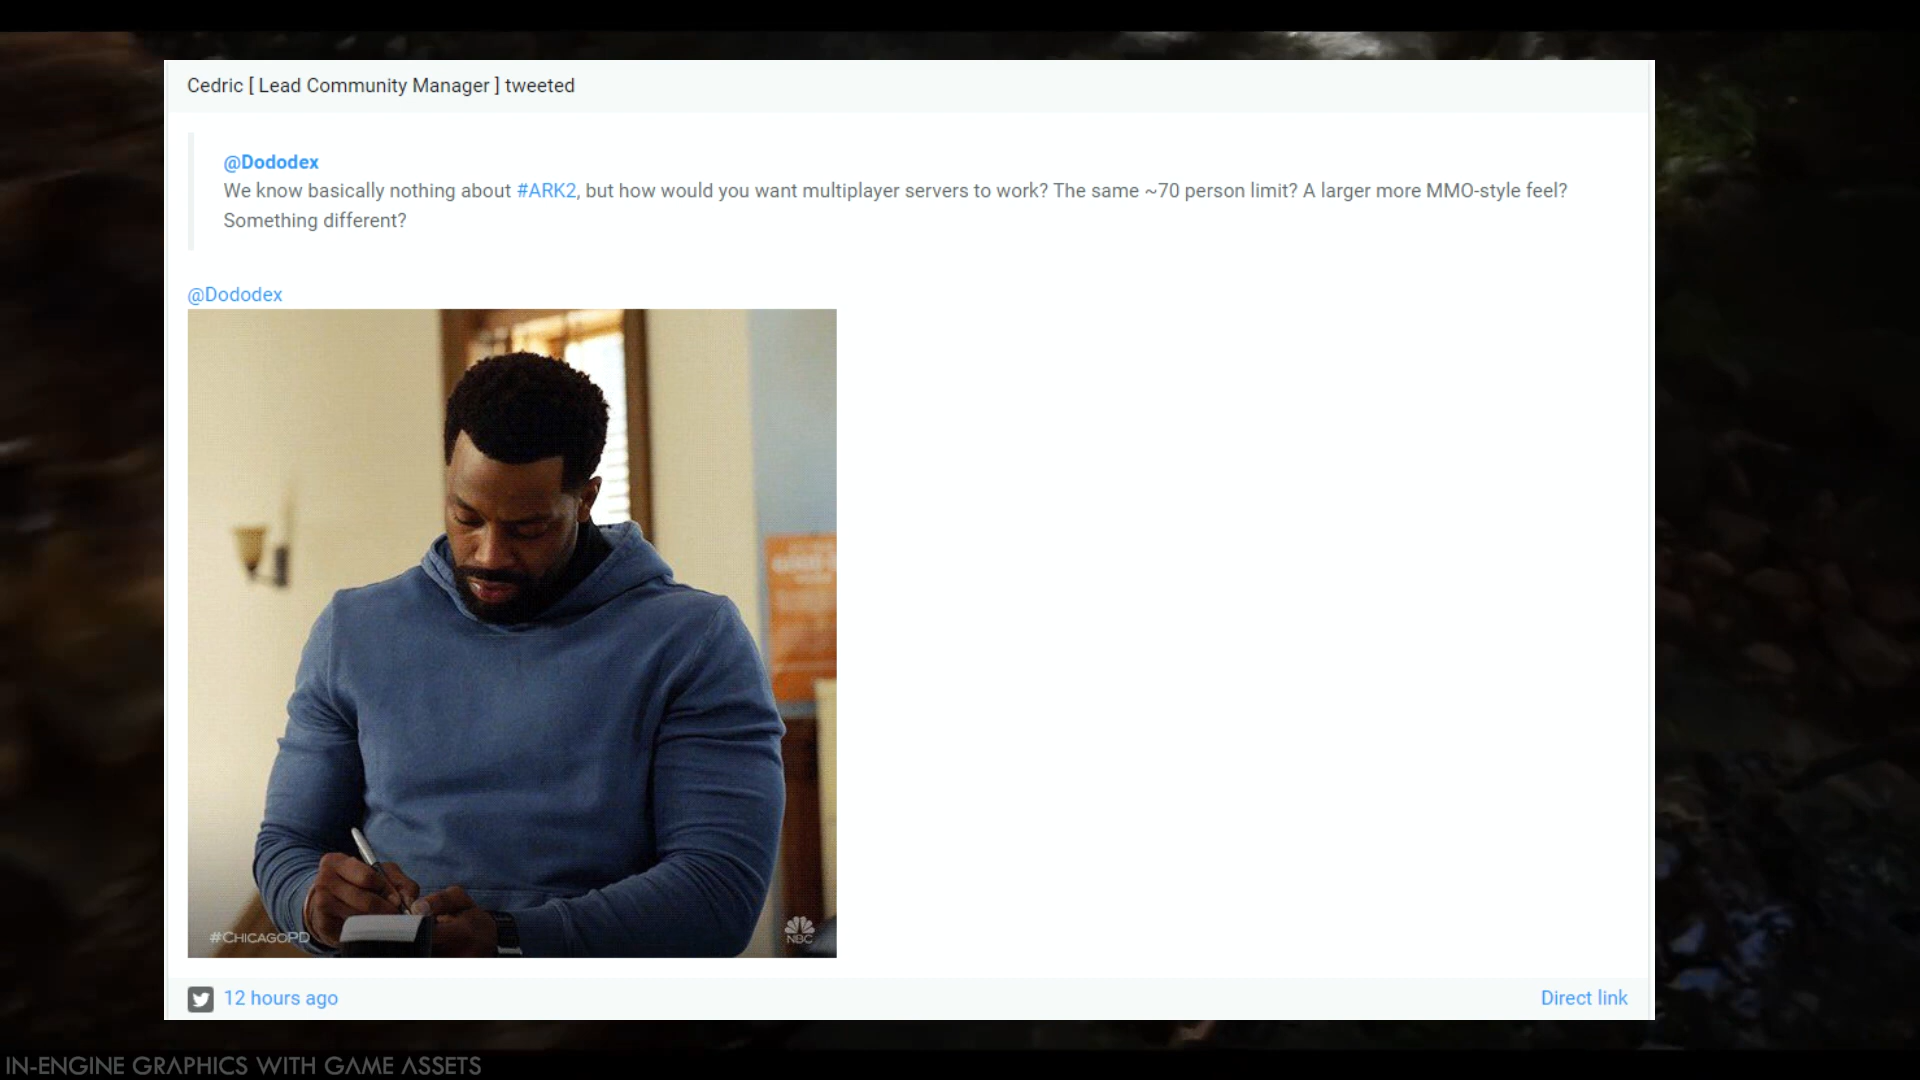 Cedric [ Lead Community Manager ] tweeted
@Dododex
We know basically nothing about #ARK2, but how would you want multiplayer servers to work? The same ~70 person limit? A larger more MMO-style feel?
Something different?
@Dododex
#CHICAGOPD
NBC
12 hours ago
Direct link
IN-ENGINE GRAPHICS WITH GAME ASSETS